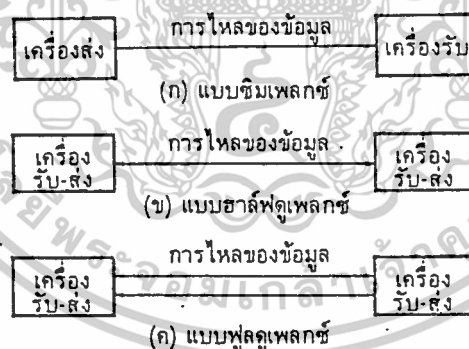 การไหลของข้อมูล
เครื่องส่ง เครื่องรับ
(ก) แบบซิมเพลกซ์
การไหลของข้อมูล
เครื่อง เครื่อง
รับ-ส่ง รับ-ส่ง
(ข) แบบฮาล์ฟดูเพลกซ์
การไหลของข้อมูล
เครื่อง เครื่อง
รับ-ส่ง รับ-ส่ง
(ค) แบบฟูลดูเพลกซ์